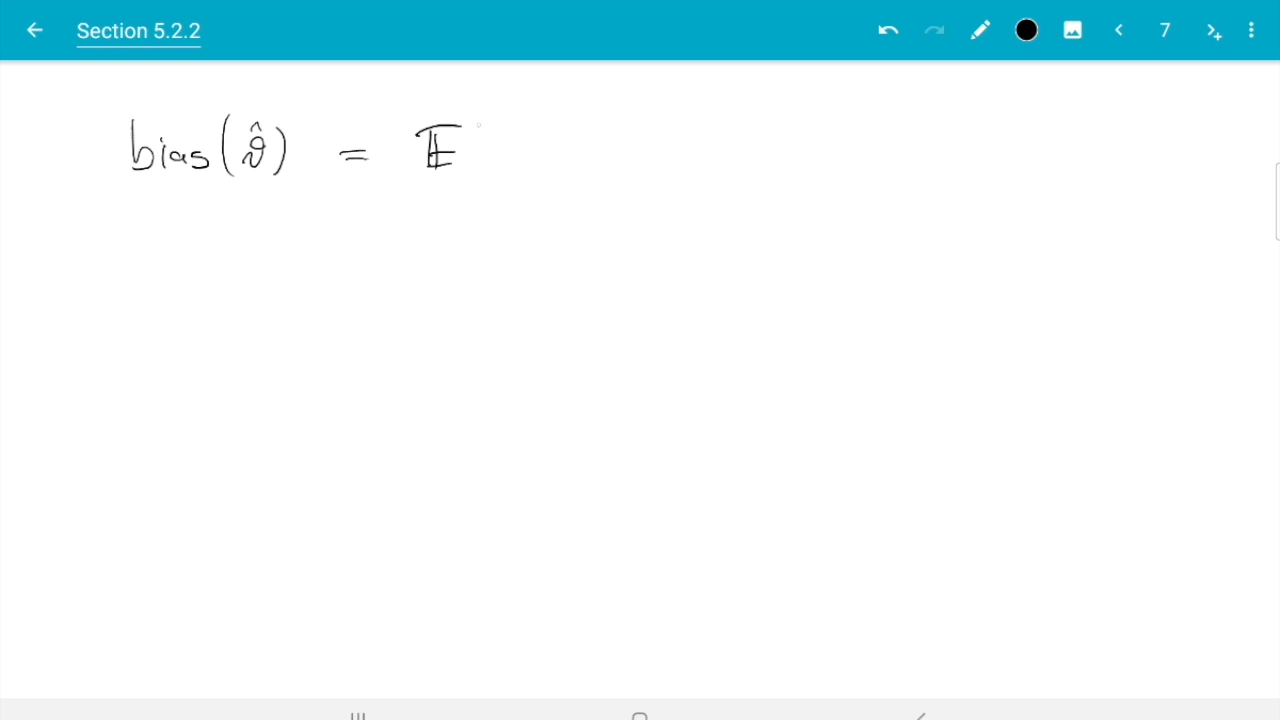 Section 5.2.2
7
bias(ϑ̂) = 𝔼